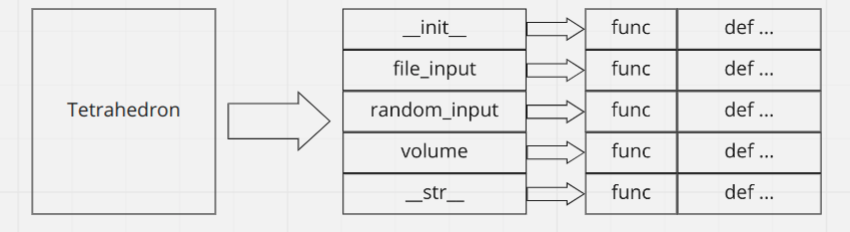 Tetrahedron
__init__ func def ...
file_input func def ...
random_input func def ...
volume func def ...
__str__ func def ...